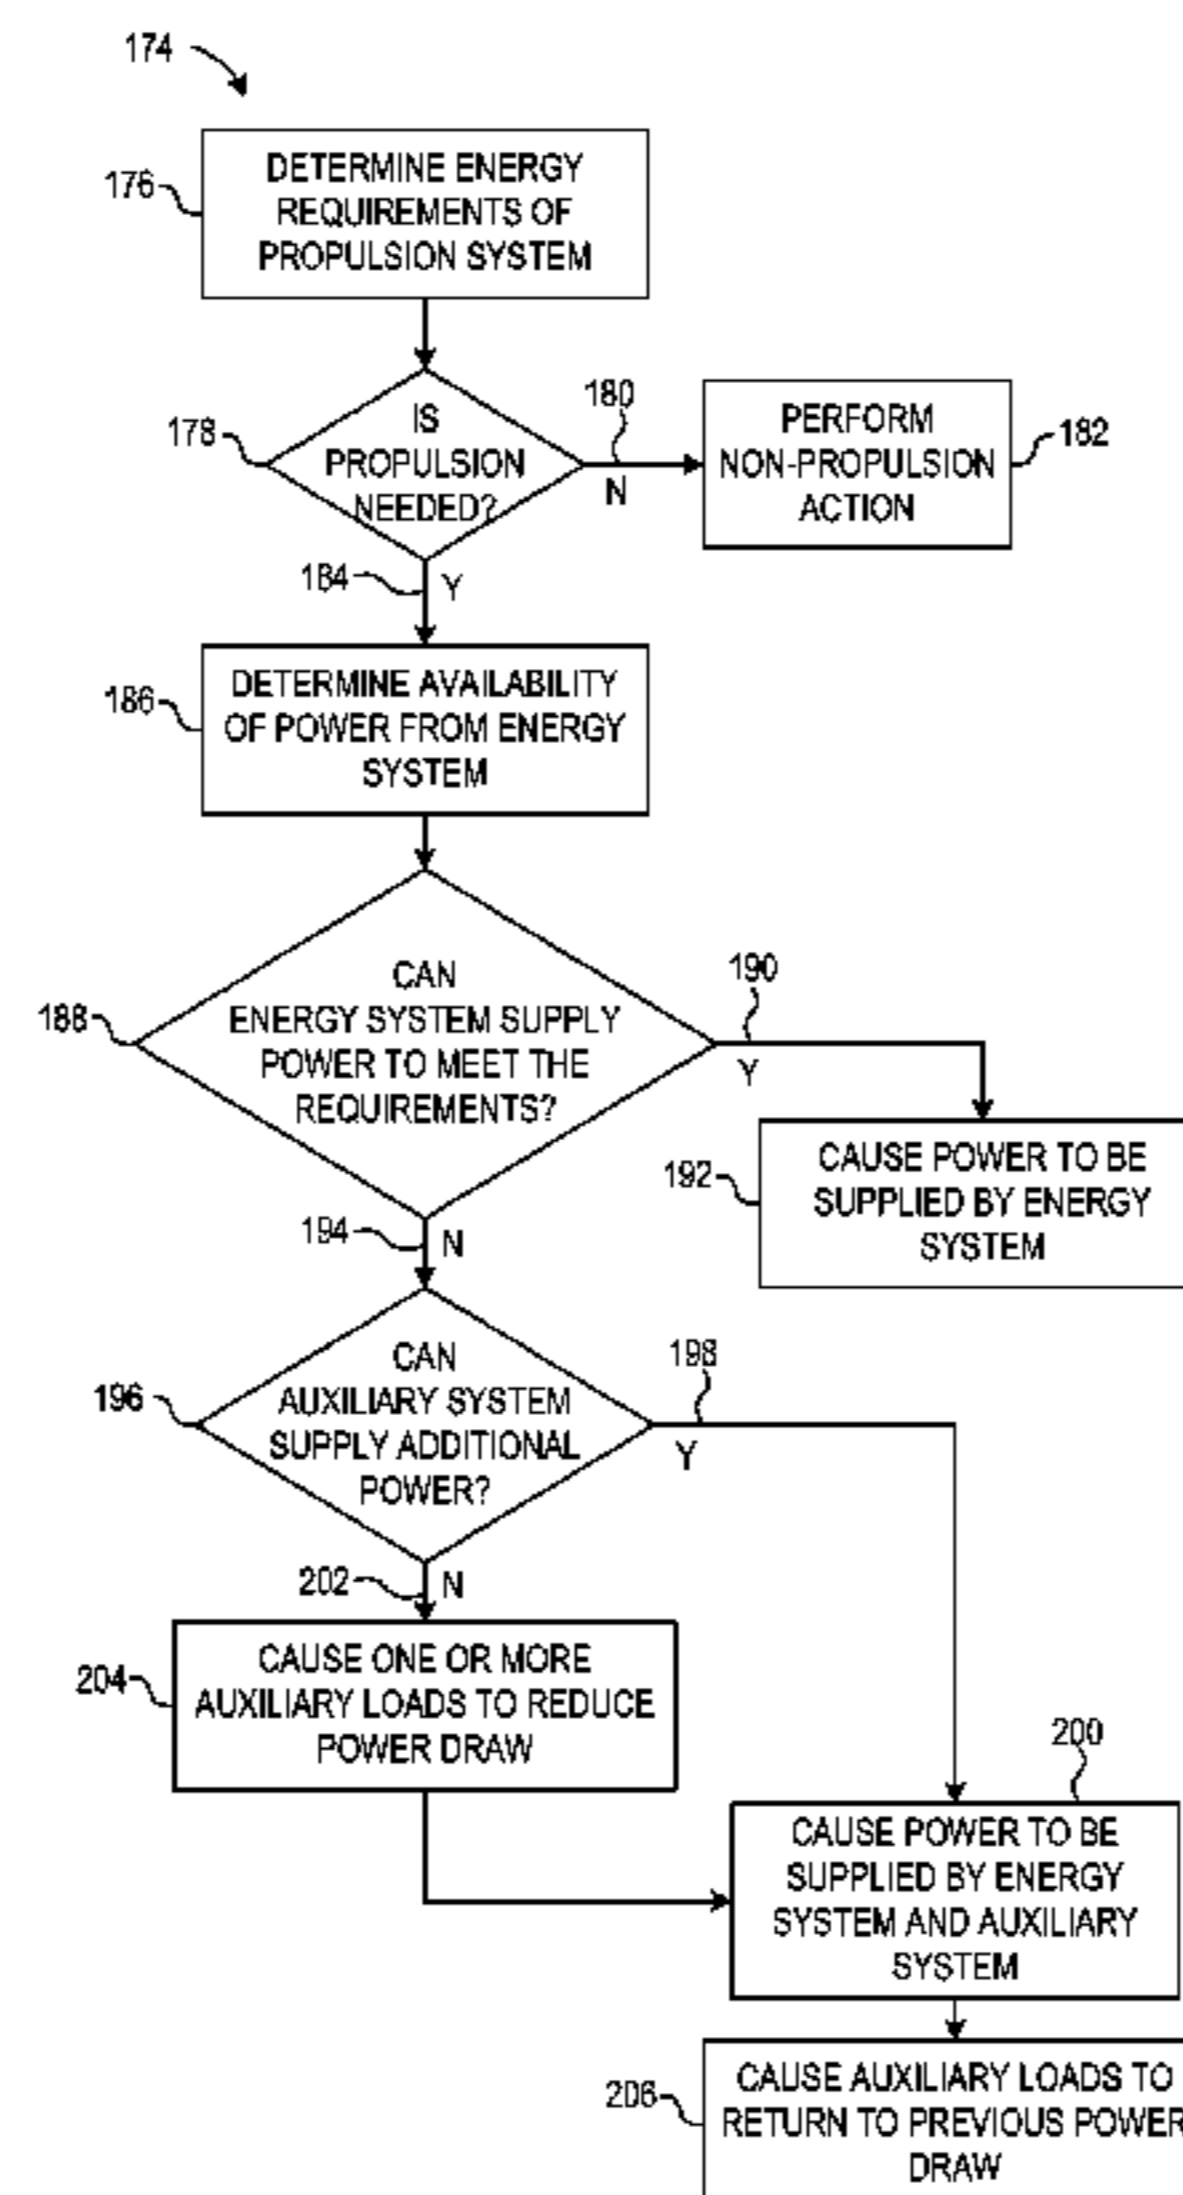 174
176
DETERMINE ENERGY
REQUIREMENTS OF
PROPULSION SYSTEM
178
IS
PROPULSION
NEEDED?
180
N
PERFORM
NON-PROPULSION
ACTION
182
184
Y
186
DETERMINE AVAILABILITY
OF POWER FROM ENERGY
SYSTEM
188
CAN
ENERGY SYSTEM SUPPLY
POWER TO MEET THE
REQUIREMENTS?
190
Y
192
CAUSE POWER TO BE
SUPPLIED BY ENERGY
SYSTEM
194
N
196
CAN
AUXILIARY SYSTEM
SUPPLY ADDITIONAL
POWER?
198
Y
202
N
204
CAUSE ONE OR MORE
AUXILIARY LOADS TO REDUCE
POWER DRAW
200
CAUSE POWER TO BE
SUPPLIED BY ENERGY
SYSTEM AND AUXILIARY
SYSTEM
206
CAUSE AUXILIARY LOADS TO
RETURN TO PREVIOUS POWER
DRAW